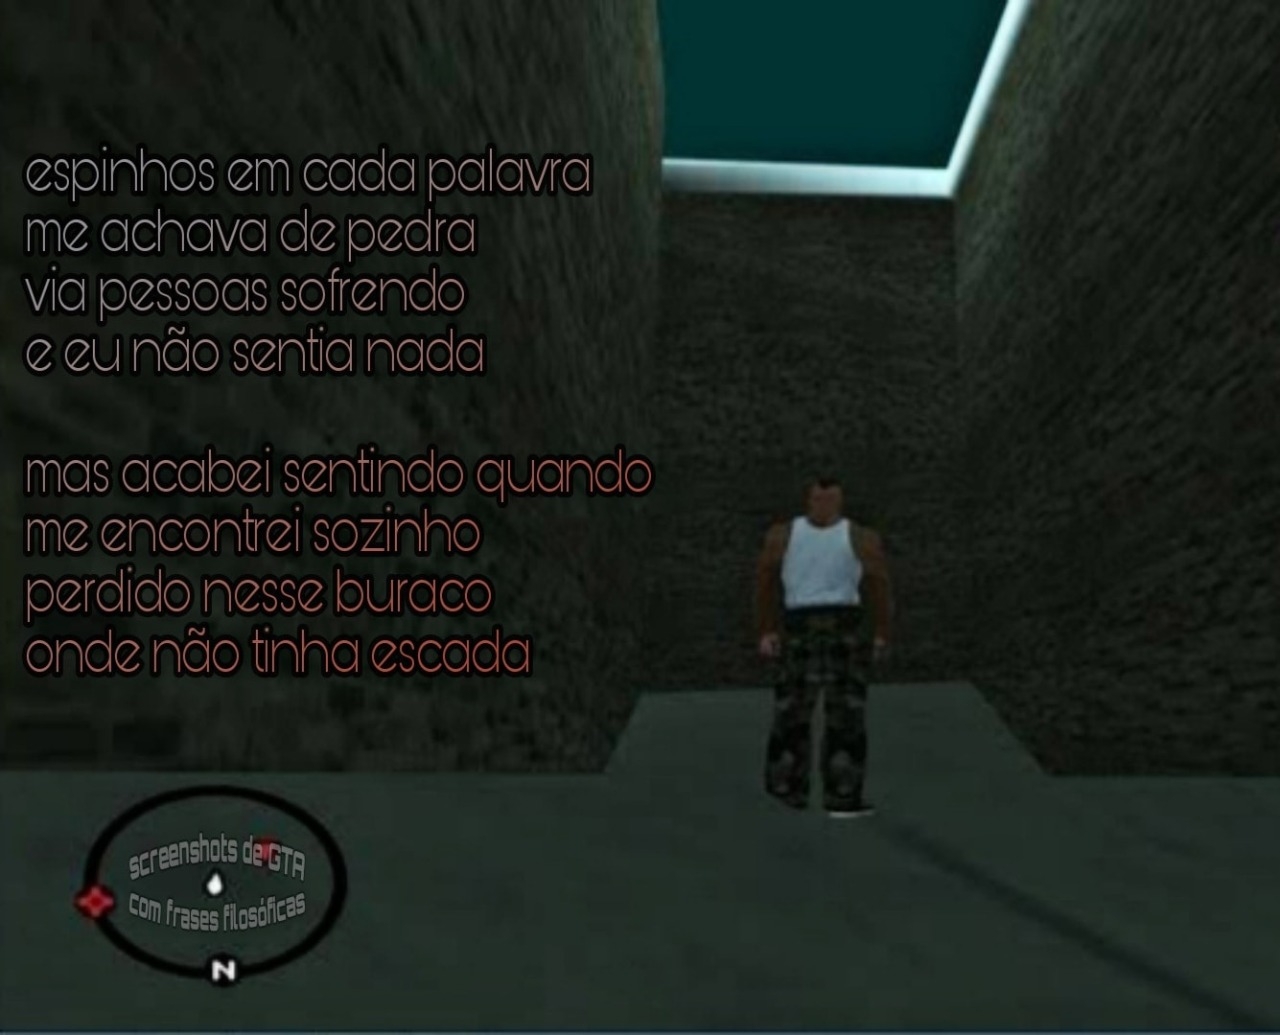 espinhos em cada palavra
me achava de pedra
via pessoas sofrendo
e eu não sentia nada
mas acabei sentindo quando
me encontrei sozinho
perdido nesse buraco
onde não tinha escada
screenshots de GTA
com frases filosóficas
N